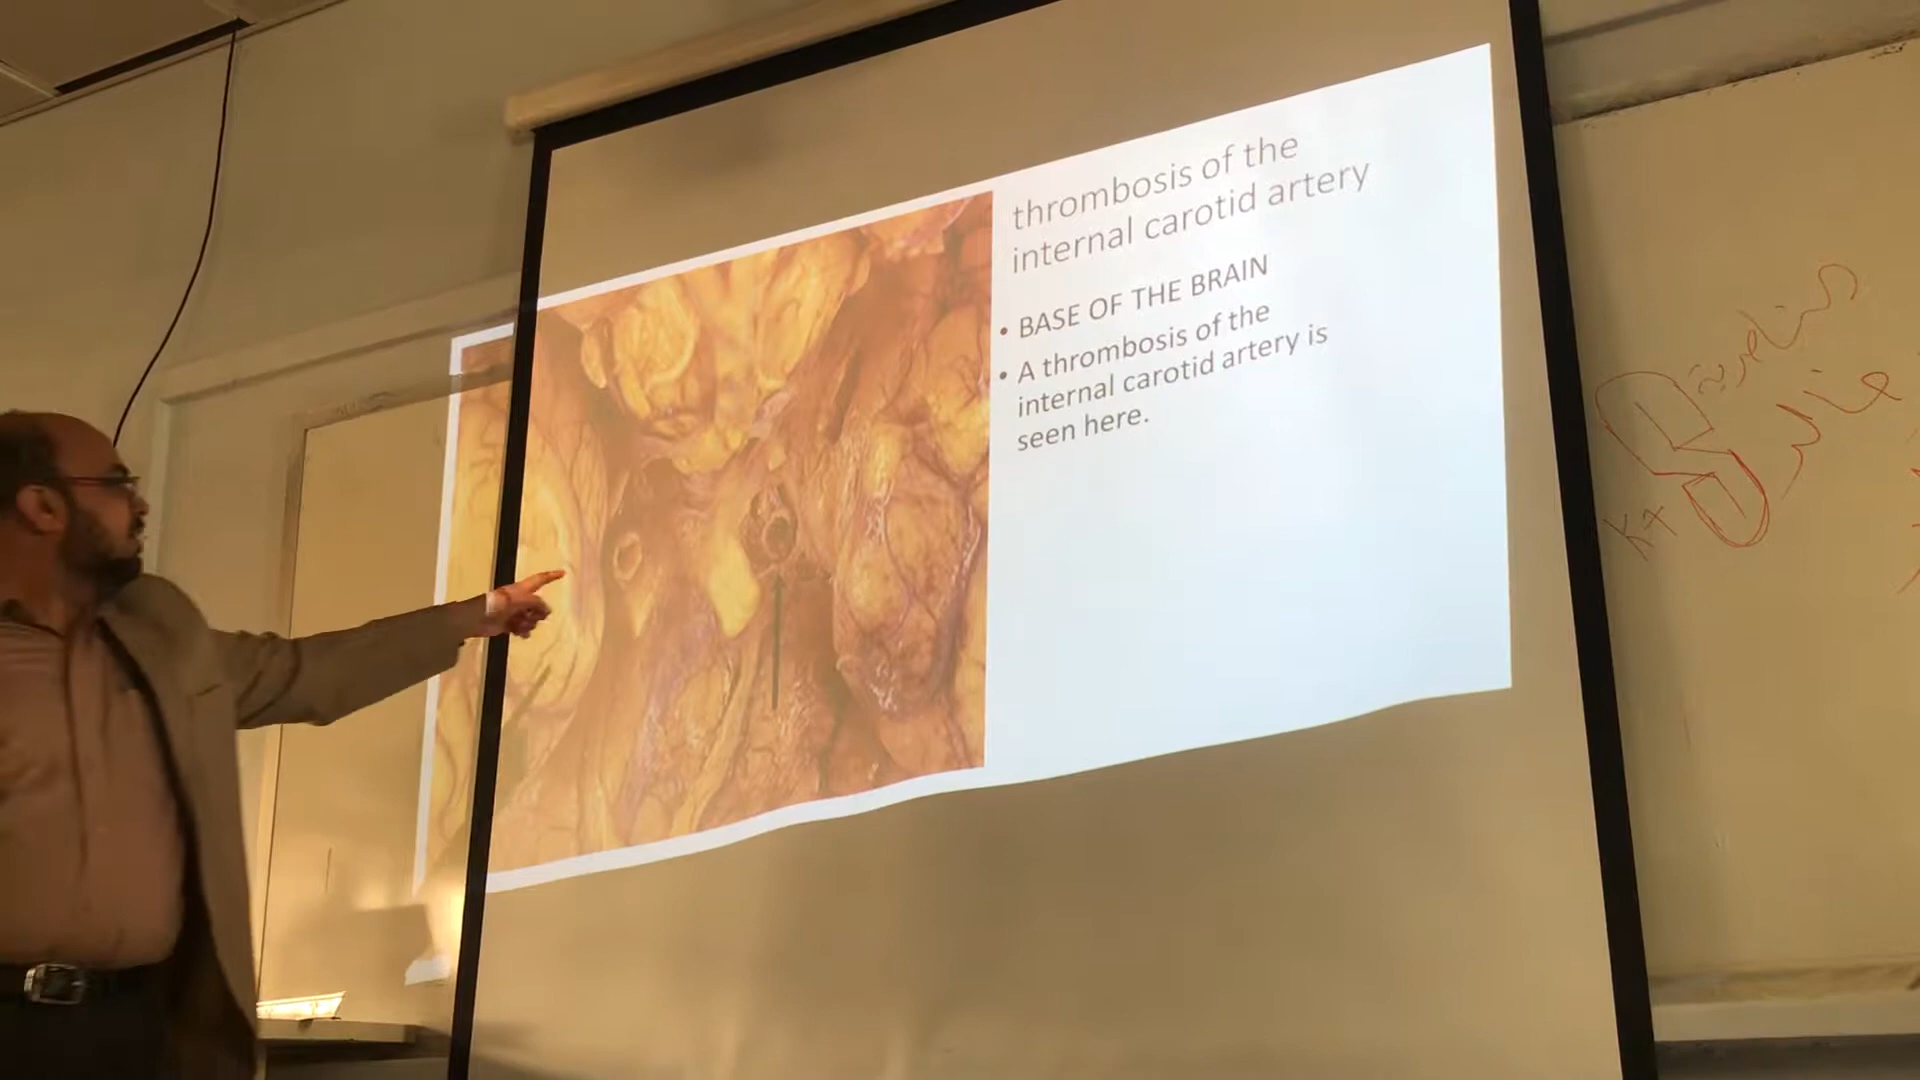 thrombosis of the
internal carotid artery
• BASE OF THE BRAIN
• A thrombosis of the
internal carotid artery is
seen here.